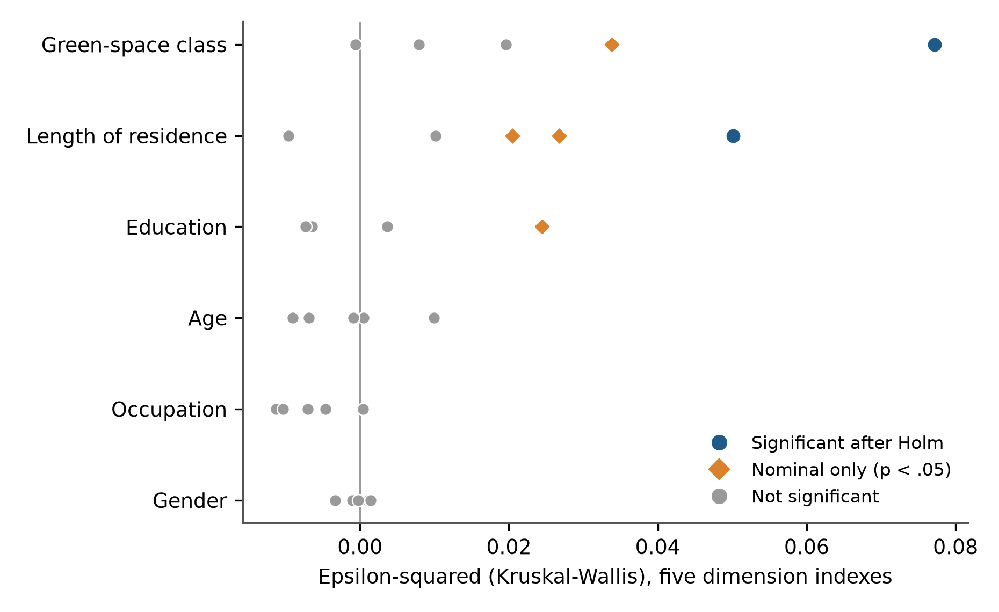 Green-space class
Length of residence
Education
Age
Occupation
Gender
Significant after Holm
Nominal only (p < .05)
Not significant
0.00 0.02 0.04 0.06 0.08
Epsilon-squared (Kruskal-Wallis), five dimension indexes